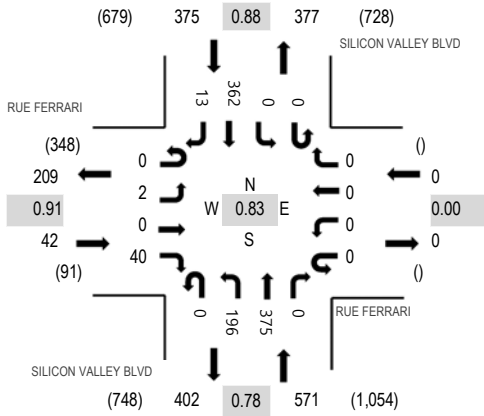 (679) 375 0.88 377 (728)
SILICON VALLEY BLVD
RUE FERRARI
13 362 0 0
(348) 0 0 ()
209 2 N 0 0
0.91 W 0.83 E 0.00
42 0 S 0 0
(91) 40 0 ()
0 196 375 0
RUE FERRARI
SILICON VALLEY BLVD
(748) 402 0.78 571 (1,054)